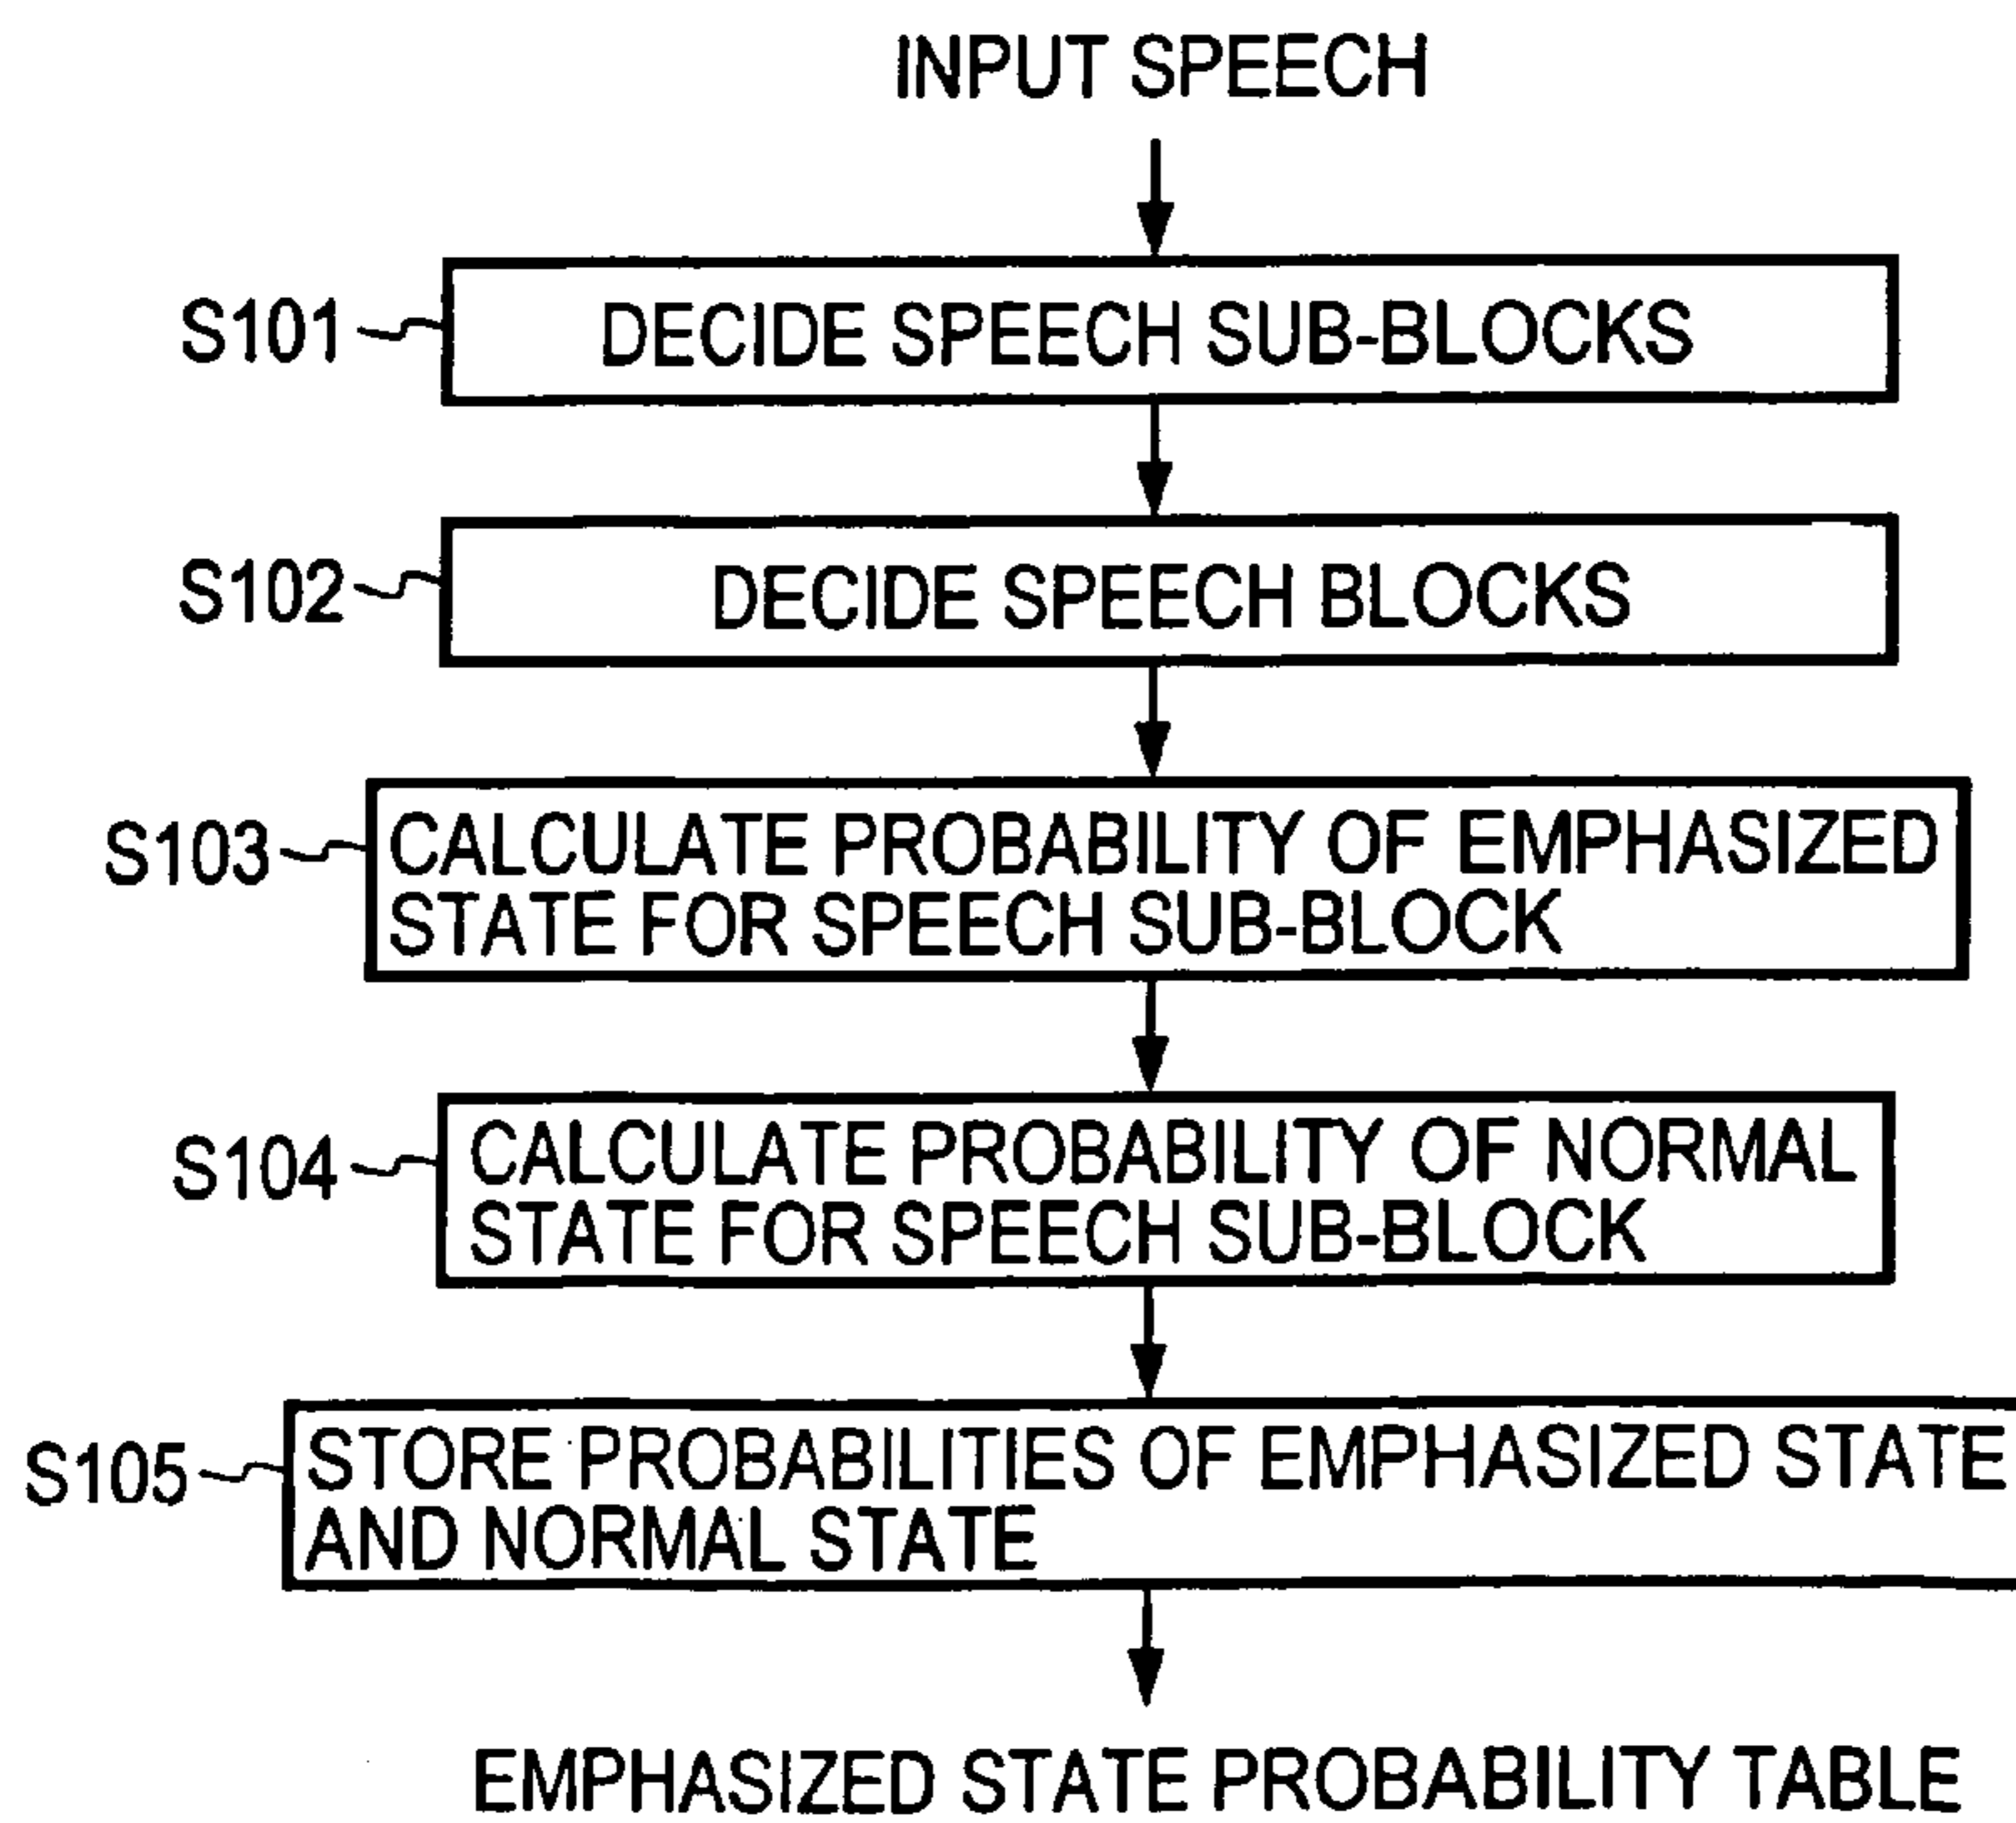 INPUT SPEECH
S101
DECIDE SPEECH SUB-BLOCKS
S102
DECIDE SPEECH BLOCKS
S103
CALCULATE PROBABILITY OF EMPHASIZED
STATE FOR SPEECH SUB-BLOCK
S104
CALCULATE PROBABILITY OF NORMAL
STATE FOR SPEECH SUB-BLOCK
S105
STORE PROBABILITIES OF EMPHASIZED STATE
AND NORMAL STATE
EMPHASIZED STATE PROBABILITY TABLE